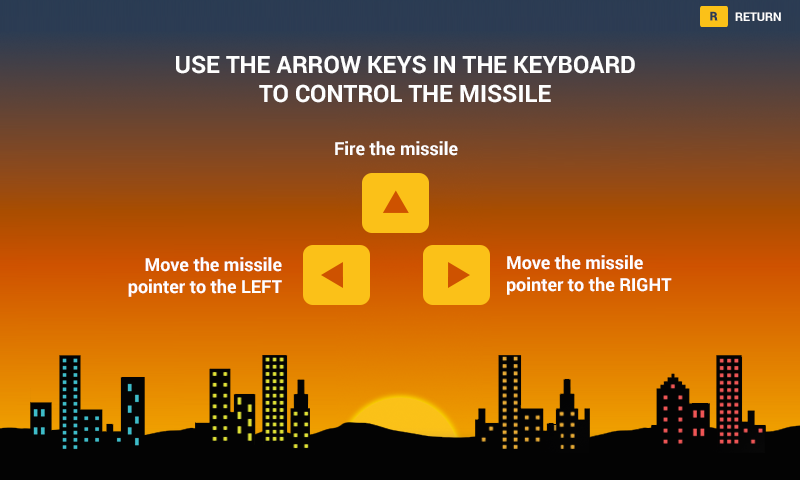 R RETURN
USE THE ARROW KEYS IN THE KEYBOARD
TO CONTROL THE MISSILE
Fire the missile
Move the missile
pointer to the LEFT
Move the missile
pointer to the RIGHT